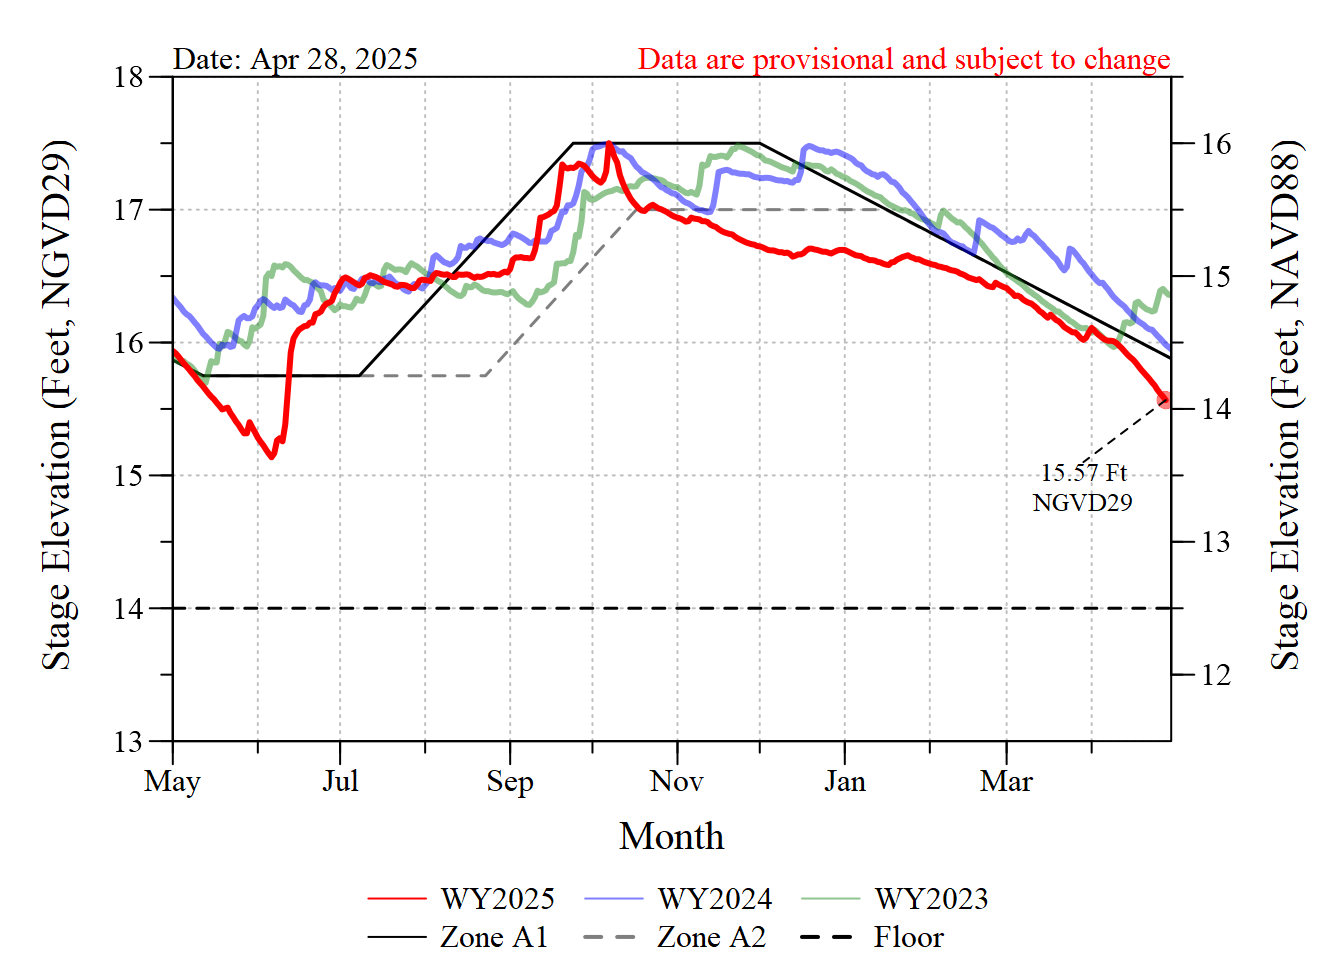 Date: Apr 28, 2025
Data are provisional and subject to change
Stage Elevation (Feet, NGVD29)
18
17
16
15
14
13
16
15
14
13
12
Stage Elevation (Feet, NAVD88)
15.57 Ft
NGVD29
May Jul Sep Nov Jan Mar
Month
WY2025 WY2024 WY2023
Zone A1 Zone A2 Floor